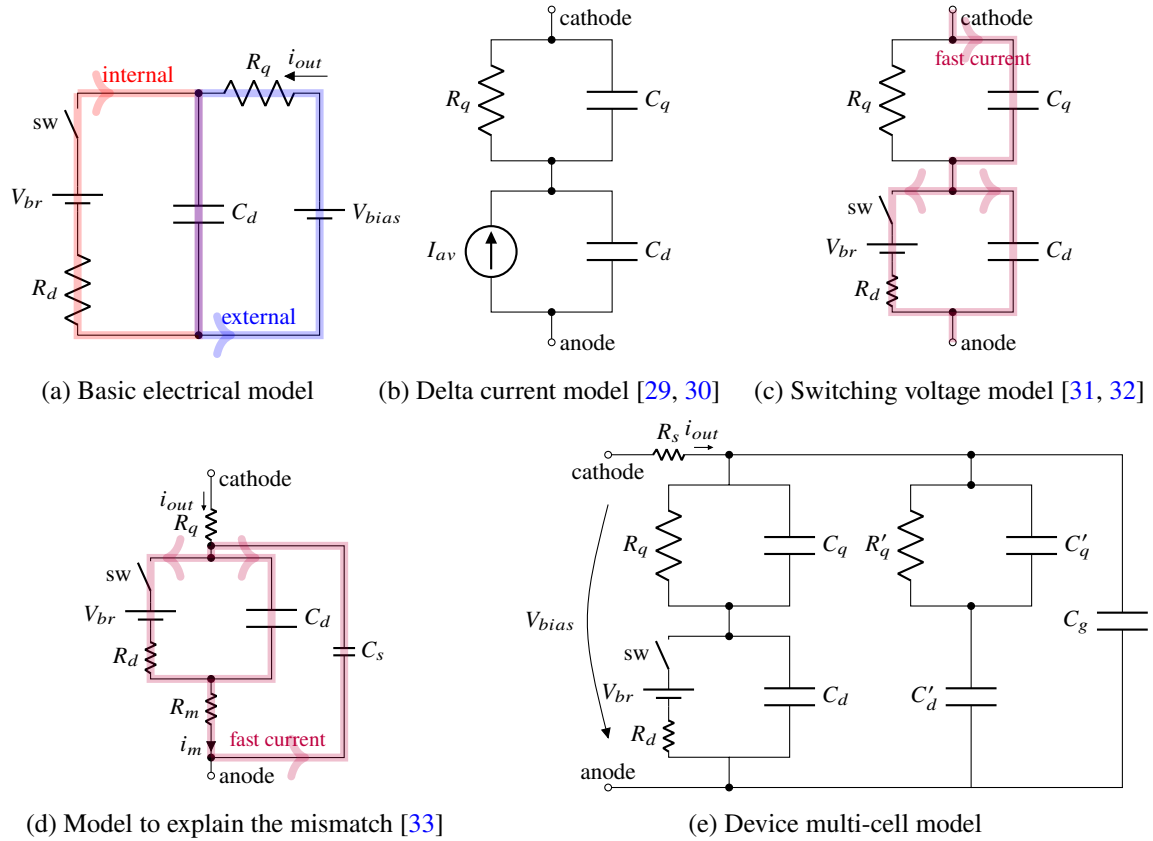 cathode
cathode
internal
R_q
i_out
fast current
sw
R_q
C_q
R_q
C_q
V_br
C_d
V_bias
sw
I_av
C_d
V_br
C_d
R_d
R_d
external
anode
anode
(a) Basic electrical model
(b) Delta current model [29, 30]
(c) Switching voltage model [31, 32]
cathode
i_out
R_q
sw
V_br
C_d
C_s
R_d
R_m
i_m
fast current
anode
(d) Model to explain the mismatch [33]
R_s
i_out
cathode
R_q
C_q
R'_q
C'_q
V_bias
C_g
sw
V_br
C_d
C'_d
R_d
anode
(e) Device multi-cell model